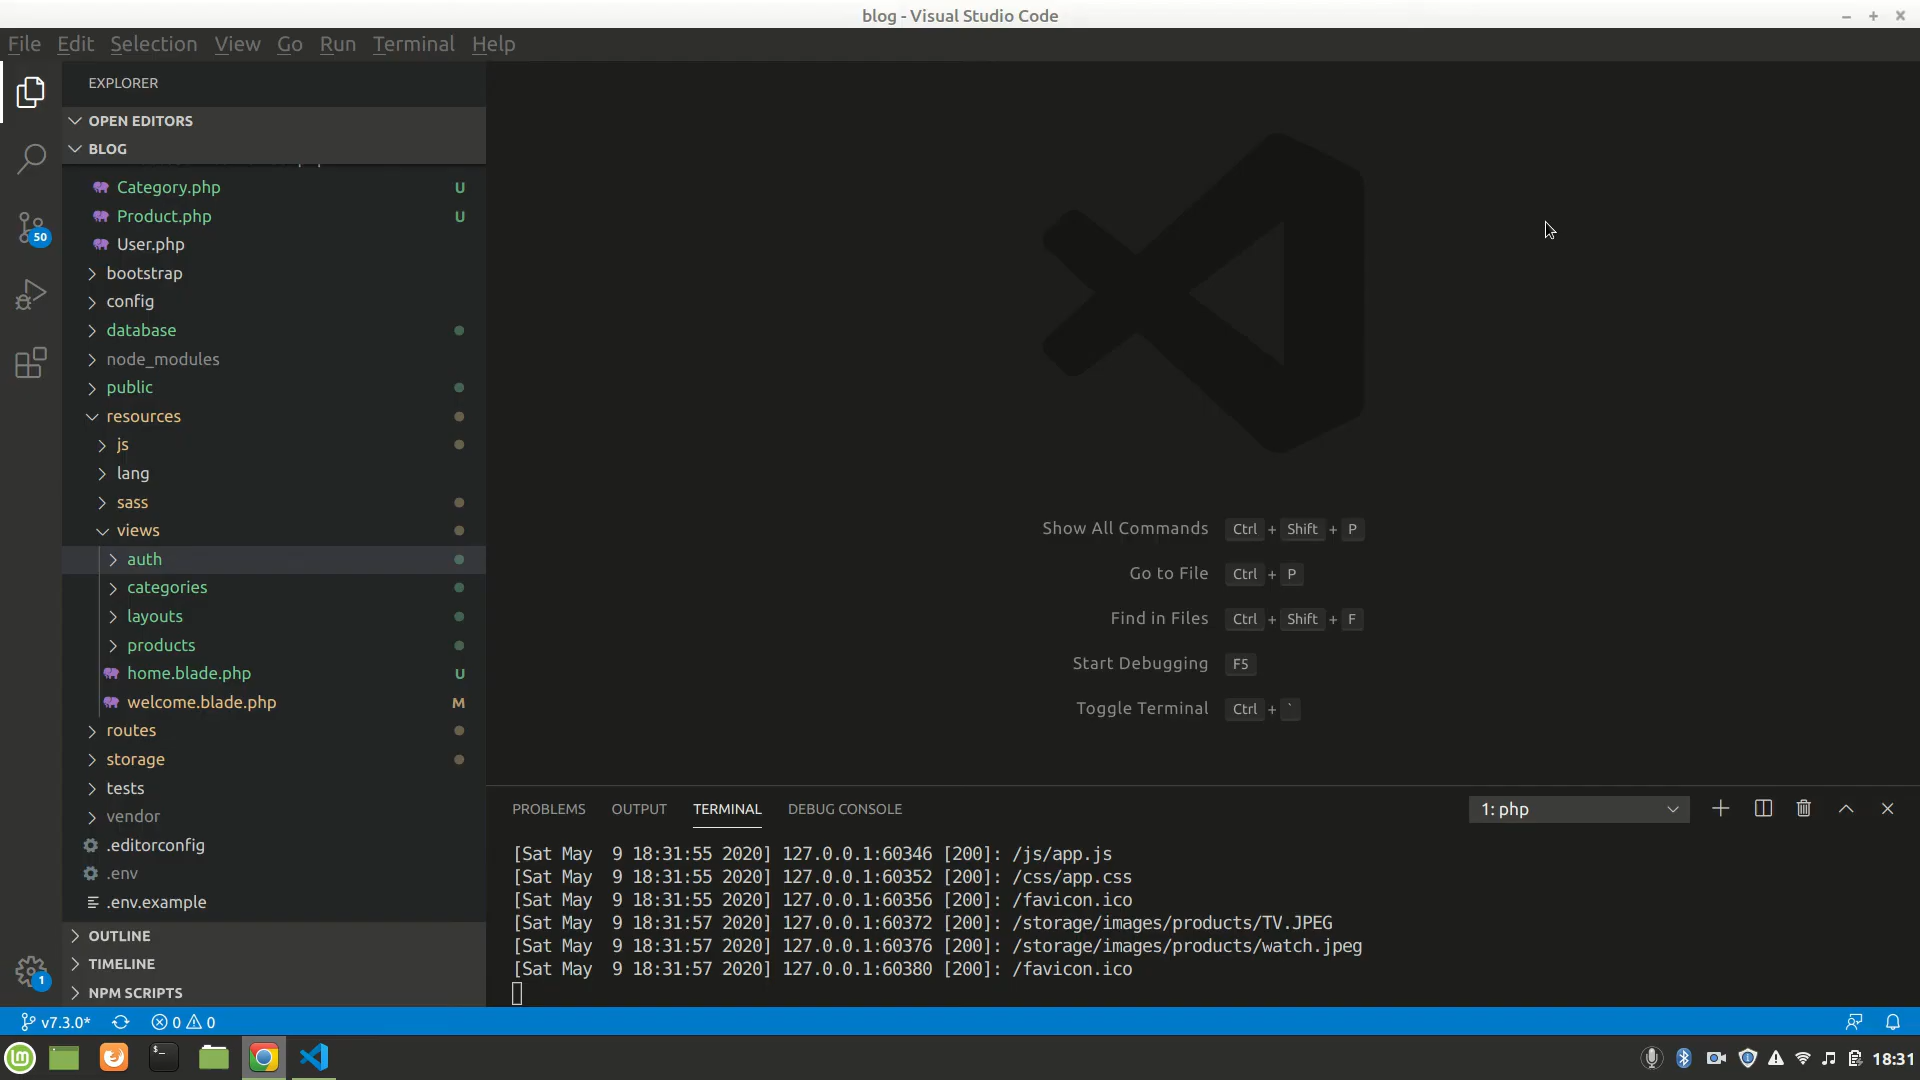 blog - Visual Studio Code
File Edit Selection View Go Run Terminal Help
EXPLORER
OPEN EDITORS
BLOG
Category.php U
Product.php U
User.php
bootstrap
config
database
node_modules
public
resources
js
lang
sass
views
auth
categories
layouts
products
home.blade.php U
welcome.blade.php M
routes
storage
tests
vendor
.editorconfig
.env
.env.example
OUTLINE
TIMELINE
NPM SCRIPTS
50
1
Show All Commands Ctrl + Shift + P
Go to File Ctrl + P
Find in Files Ctrl + Shift + F
Start Debugging F5
Toggle Terminal Ctrl + `
PROBLEMS OUTPUT TERMINAL DEBUG CONSOLE 1: php
[Sat May  9 18:31:55 2020] 127.0.0.1:60346 [200]: /js/app.js
[Sat May  9 18:31:55 2020] 127.0.0.1:60352 [200]: /css/app.css
[Sat May  9 18:31:55 2020] 127.0.0.1:60356 [200]: /favicon.ico
[Sat May  9 18:31:57 2020] 127.0.0.1:60372 [200]: /storage/images/products/TV.JPEG
[Sat May  9 18:31:57 2020] 127.0.0.1:60376 [200]: /storage/images/products/watch.jpeg
[Sat May  9 18:31:57 2020] 127.0.0.1:60380 [200]: /favicon.ico
v7.3.0* 0 0
18:31